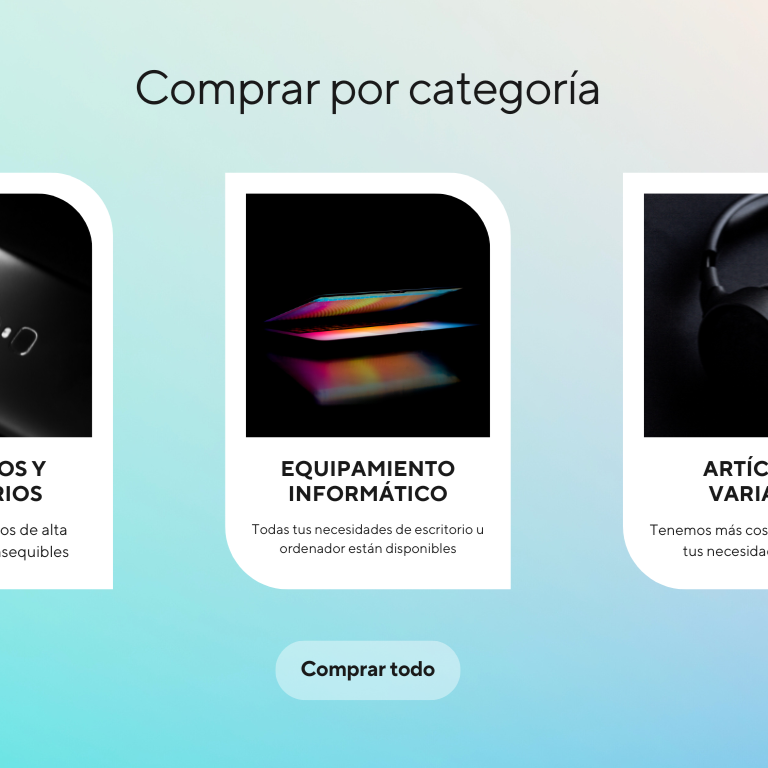 Comprar por categoría
OS Y
RIOS
os de alta
sequibles
EQUIPAMIENTO
INFORMÁTICO
Todas tus necesidades de escritorio u
ordenador están disponibles
ARTÍC
VARIA
Tenemos más cos
tus necesida
Comprar todo